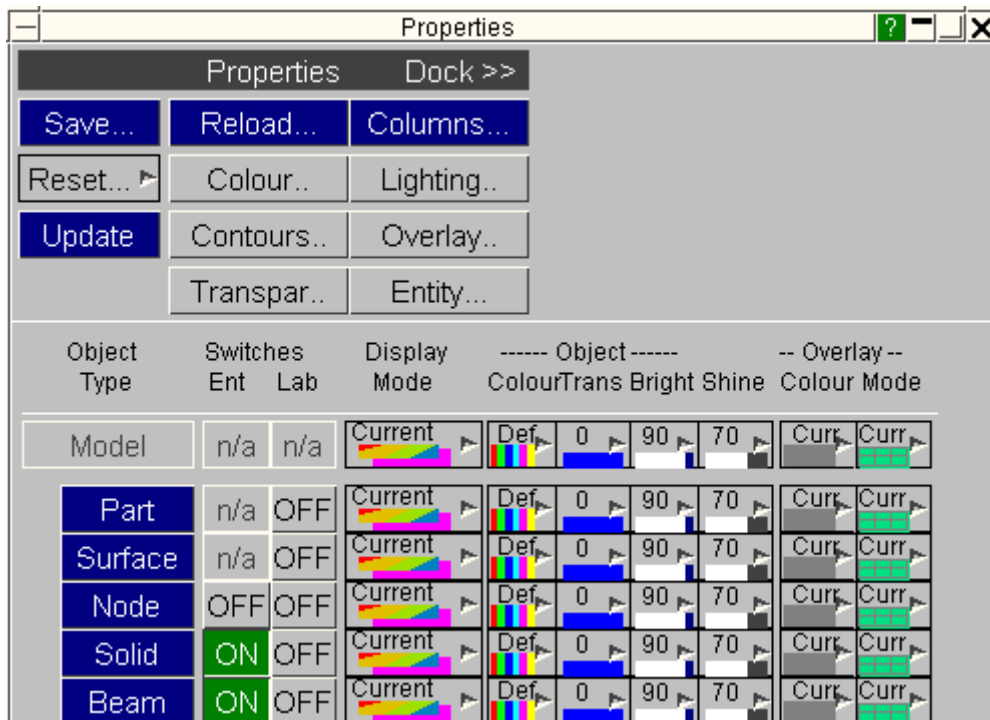 Properties ?
Properties Dock >>
Save... Reload... Columns...
Reset... Colour.. Lighting..
Update Contours.. Overlay..
Transpar.. Entity...
Object Switches Display ------ Object ------ -- Overlay --
Type Ent Lab Mode Colour Trans Bright Shine Colour Mode
Model n/a n/a Current Def 0 90 70 Curr Curr
Part n/a OFF Current Def 0 90 70 Curr Curr
Surface n/a OFF Current Def 0 90 70 Curr Curr
Node OFF OFF Current Def 0 90 70 Curr Curr
Solid ON OFF Current Def 0 90 70 Curr Curr
Beam ON OFF Current Def 0 90 70 Curr Curr